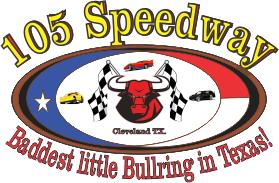 105 Speedway
Cleveland TX.
Baddest little Bullring in Texas!